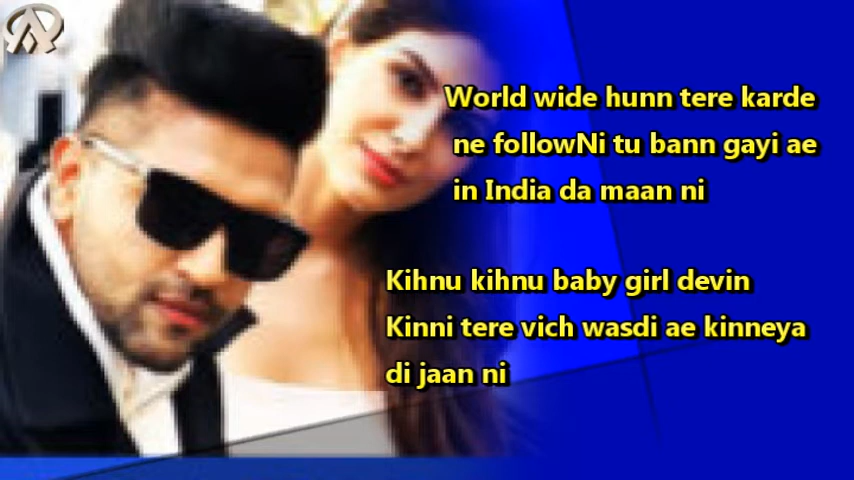 World wide hunn tere karde
ne followNi tu bann gayi ae
in India da maan ni
Kihnu kihnu baby girl devin
Kinni tere vich wasdi ae kinneya
di jaan ni